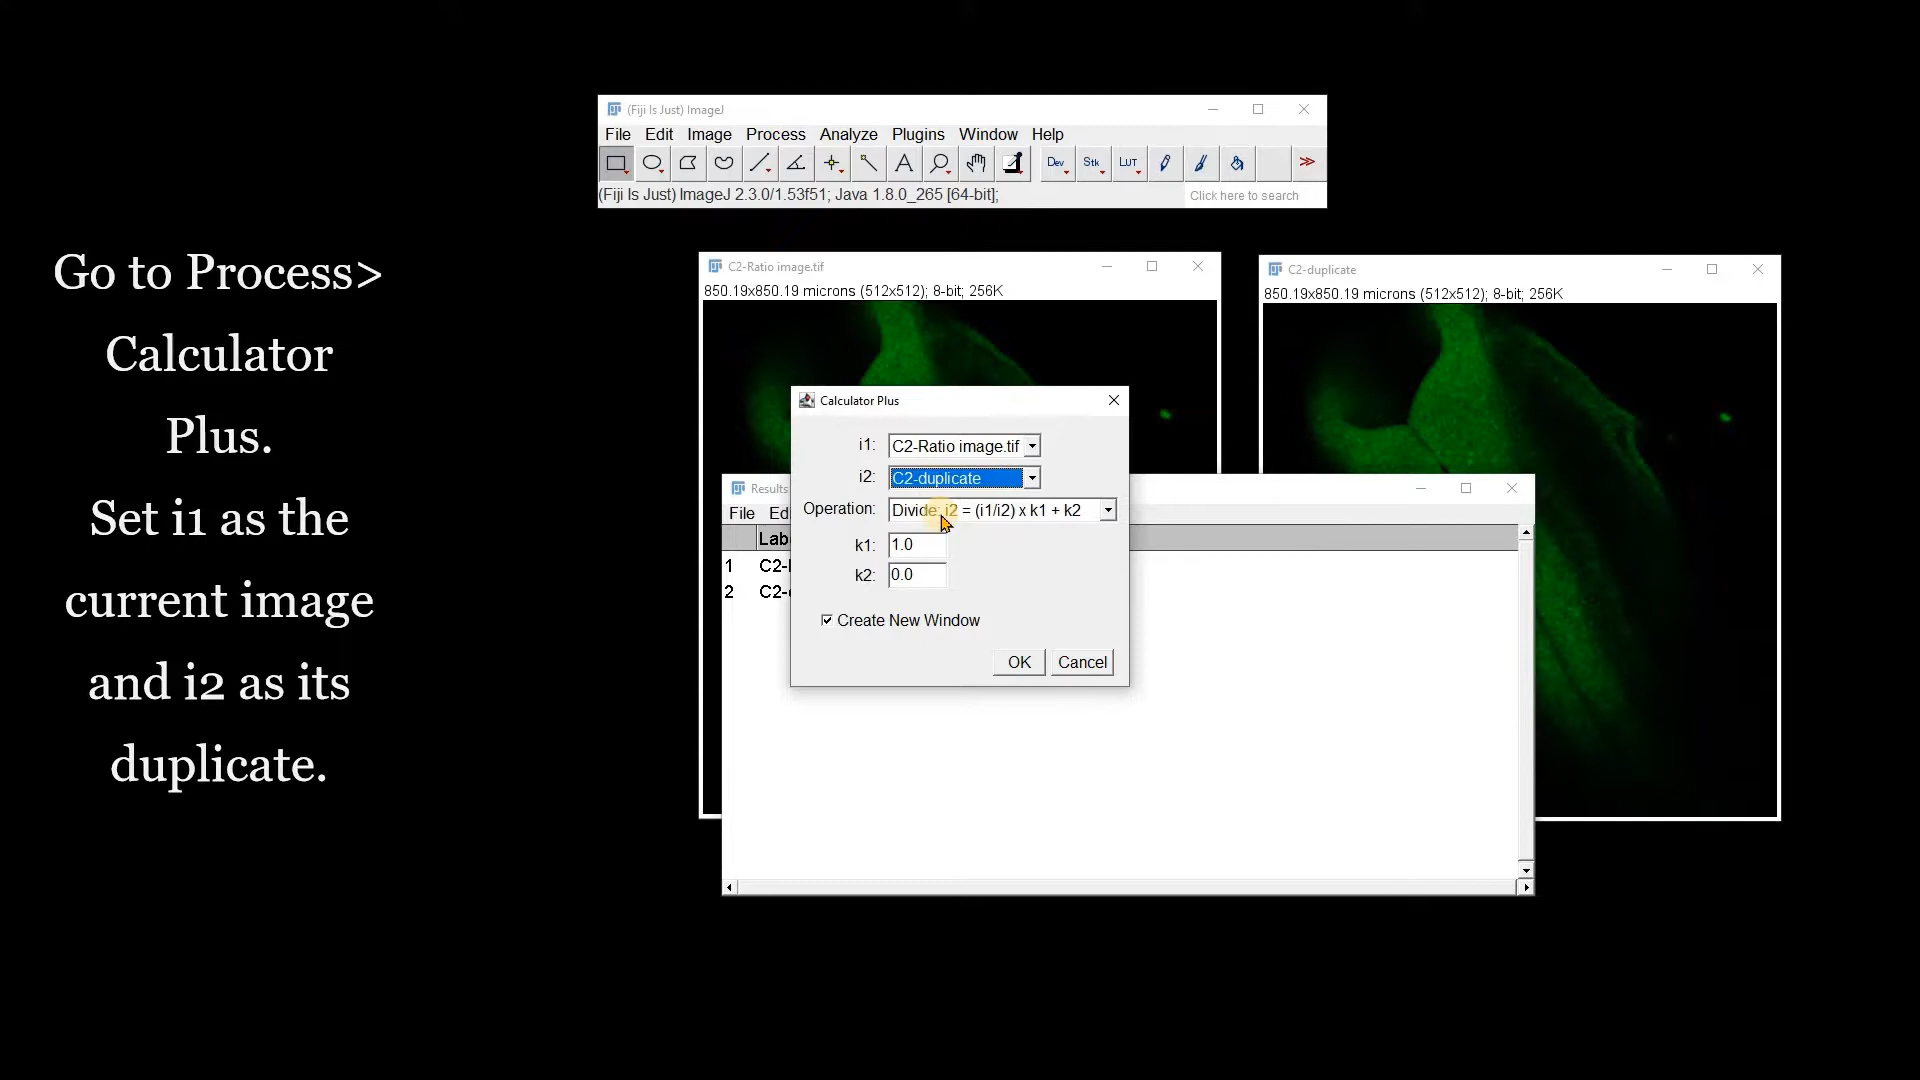 (Fiji Is Just) ImageJ
File Edit Image Process Analyze Plugins Window Help
Dev Stk LUT >>
(Fiji Is Just) ImageJ 2.3.0/1.53f51; Java 1.8.0_265 [64-bit];
Click here to search
Go to Process>
Calculator
Plus.
Set i1 as the
current image
and i2 as its
duplicate.
C2-Ratio image.tif
850.19x850.19 microns (512x512); 8-bit; 256K
C2-duplicate
850.19x850.19 microns (512x512); 8-bit; 256K
Calculator Plus
i1: C2-Ratio image.tif
i2: C2-duplicate
Operation: Divide: i2 = (i1/i2) x k1 + k2
k1: 1.0
k2: 0.0
Create New Window
OK Cancel
Results
File Edi
Lab
1 C2-
2 C2-